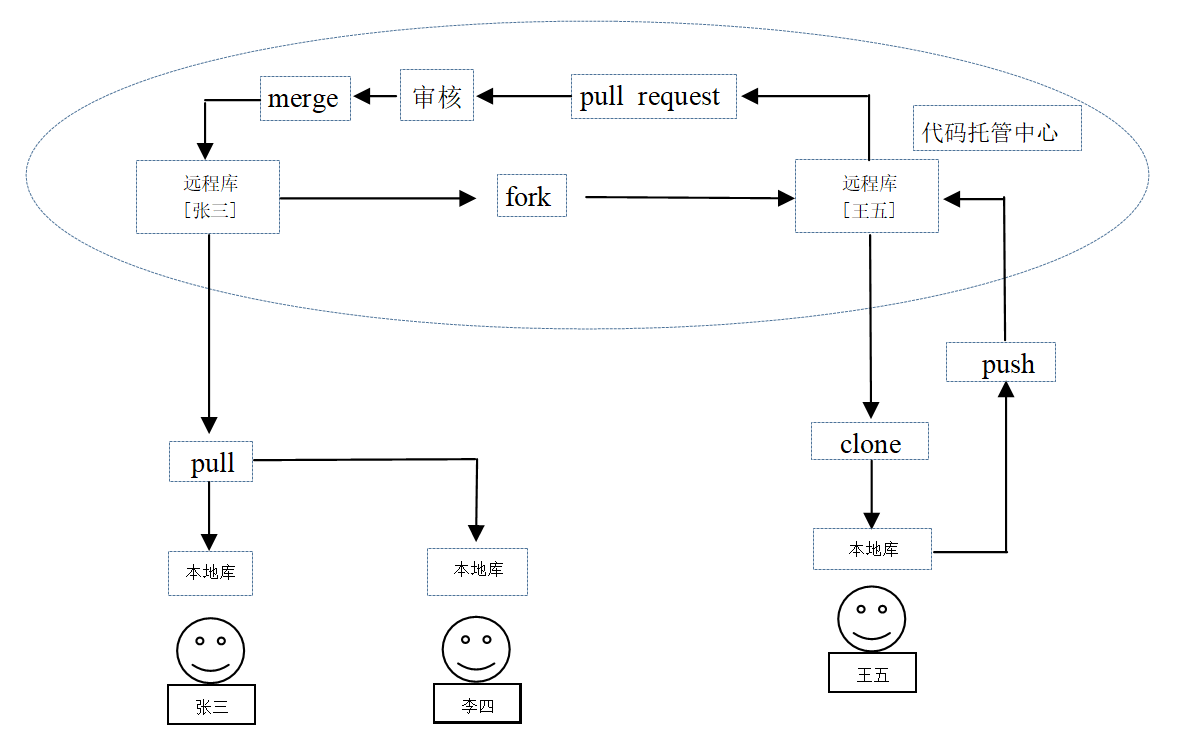 merge
审核
pull request
代码托管中心
远程库
[张三]
fork
远程库
[王五]
push
pull
clone
本地库
本地库
本地库
张三
李四
王五